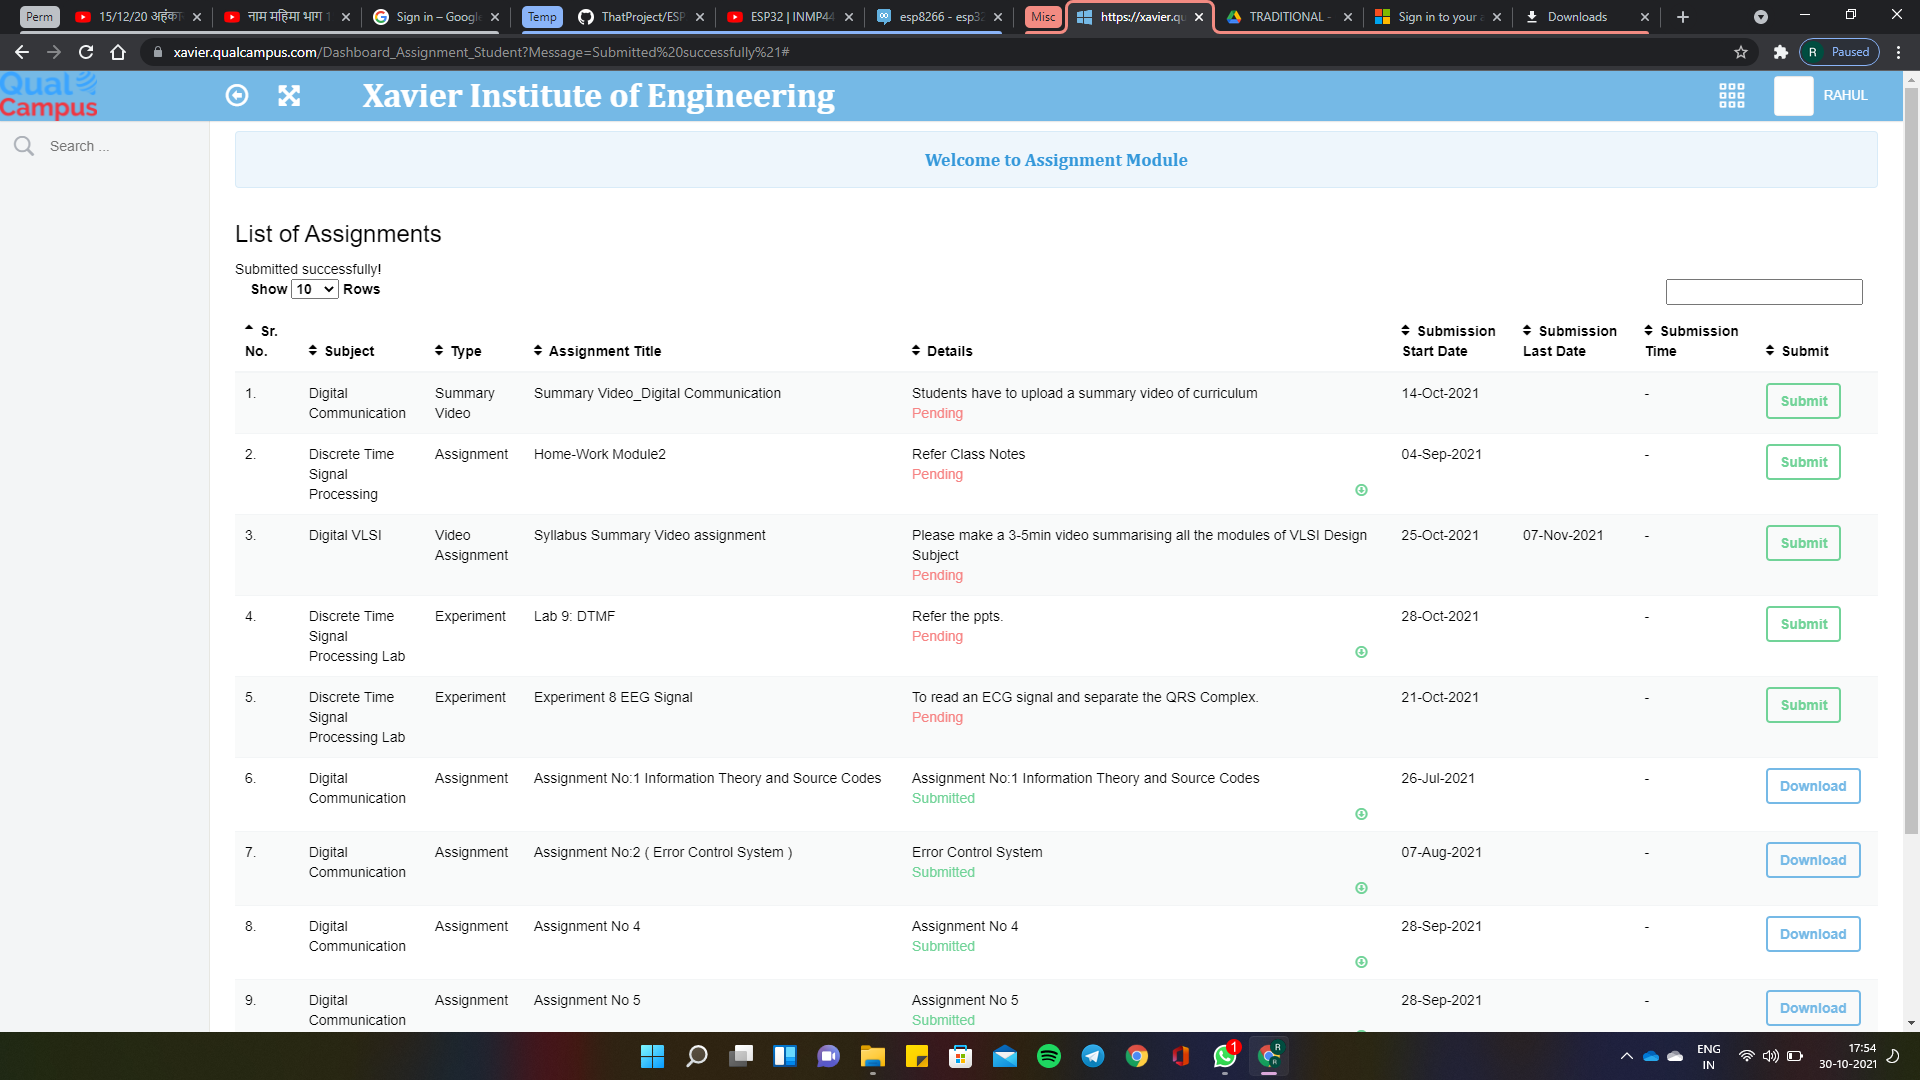 Perm
15/12/20 अहंका
नाम महिमा भाग 1
Sign in – Google
Temp
ThatProject/ESP
ESP32 | INMP44
esp8266 - esp32
Misc
https://xavier.qu
TRADITIONAL -
Sign in to your a
Downloads
xavier.qualcampus.com/Dashboard_Assignment_Student?Message=Submitted%20successfully%21#
R Paused
Qual
Campus
Xavier Institute of Engineering
RAHUL
Search ...
Welcome to Assignment Module
List of Assignments
Submitted successfully!
Show 10 Rows
Sr. No. Subject Type Assignment Title Details Submission Start Date Submission Last Date Submission Time Submit
1. Digital Communication Summary Video Summary Video_Digital Communication Students have to upload a summary video of curriculum Pending 14-Oct-2021 - Submit
2. Discrete Time Signal Processing Assignment Home-Work Module2 Refer Class Notes Pending 04-Sep-2021 - Submit
3. Digital VLSI Video Assignment Syllabus Summary Video assignment Please make a 3-5min video summarising all the modules of VLSI Design Subject Pending 25-Oct-2021 07-Nov-2021 - Submit
4. Discrete Time Signal Processing Lab Experiment Lab 9: DTMF Refer the ppts. Pending 28-Oct-2021 - Submit
5. Discrete Time Signal Processing Lab Experiment Experiment 8 EEG Signal To read an ECG signal and separate the QRS Complex. Pending 21-Oct-2021 - Submit
6. Digital Communication Assignment Assignment No:1 Information Theory and Source Codes Assignment No:1 Information Theory and Source Codes Submitted 26-Jul-2021 - Download
7. Digital Communication Assignment Assignment No:2 ( Error Control System ) Error Control System Submitted 07-Aug-2021 - Download
8. Digital Communication Assignment Assignment No 4 Assignment No 4 Submitted 28-Sep-2021 - Download
9. Digital Communication Assignment Assignment No 5 Assignment No 5 Submitted 28-Sep-2021 - Download
1
R
ENG
IN
17:54
30-10-2021